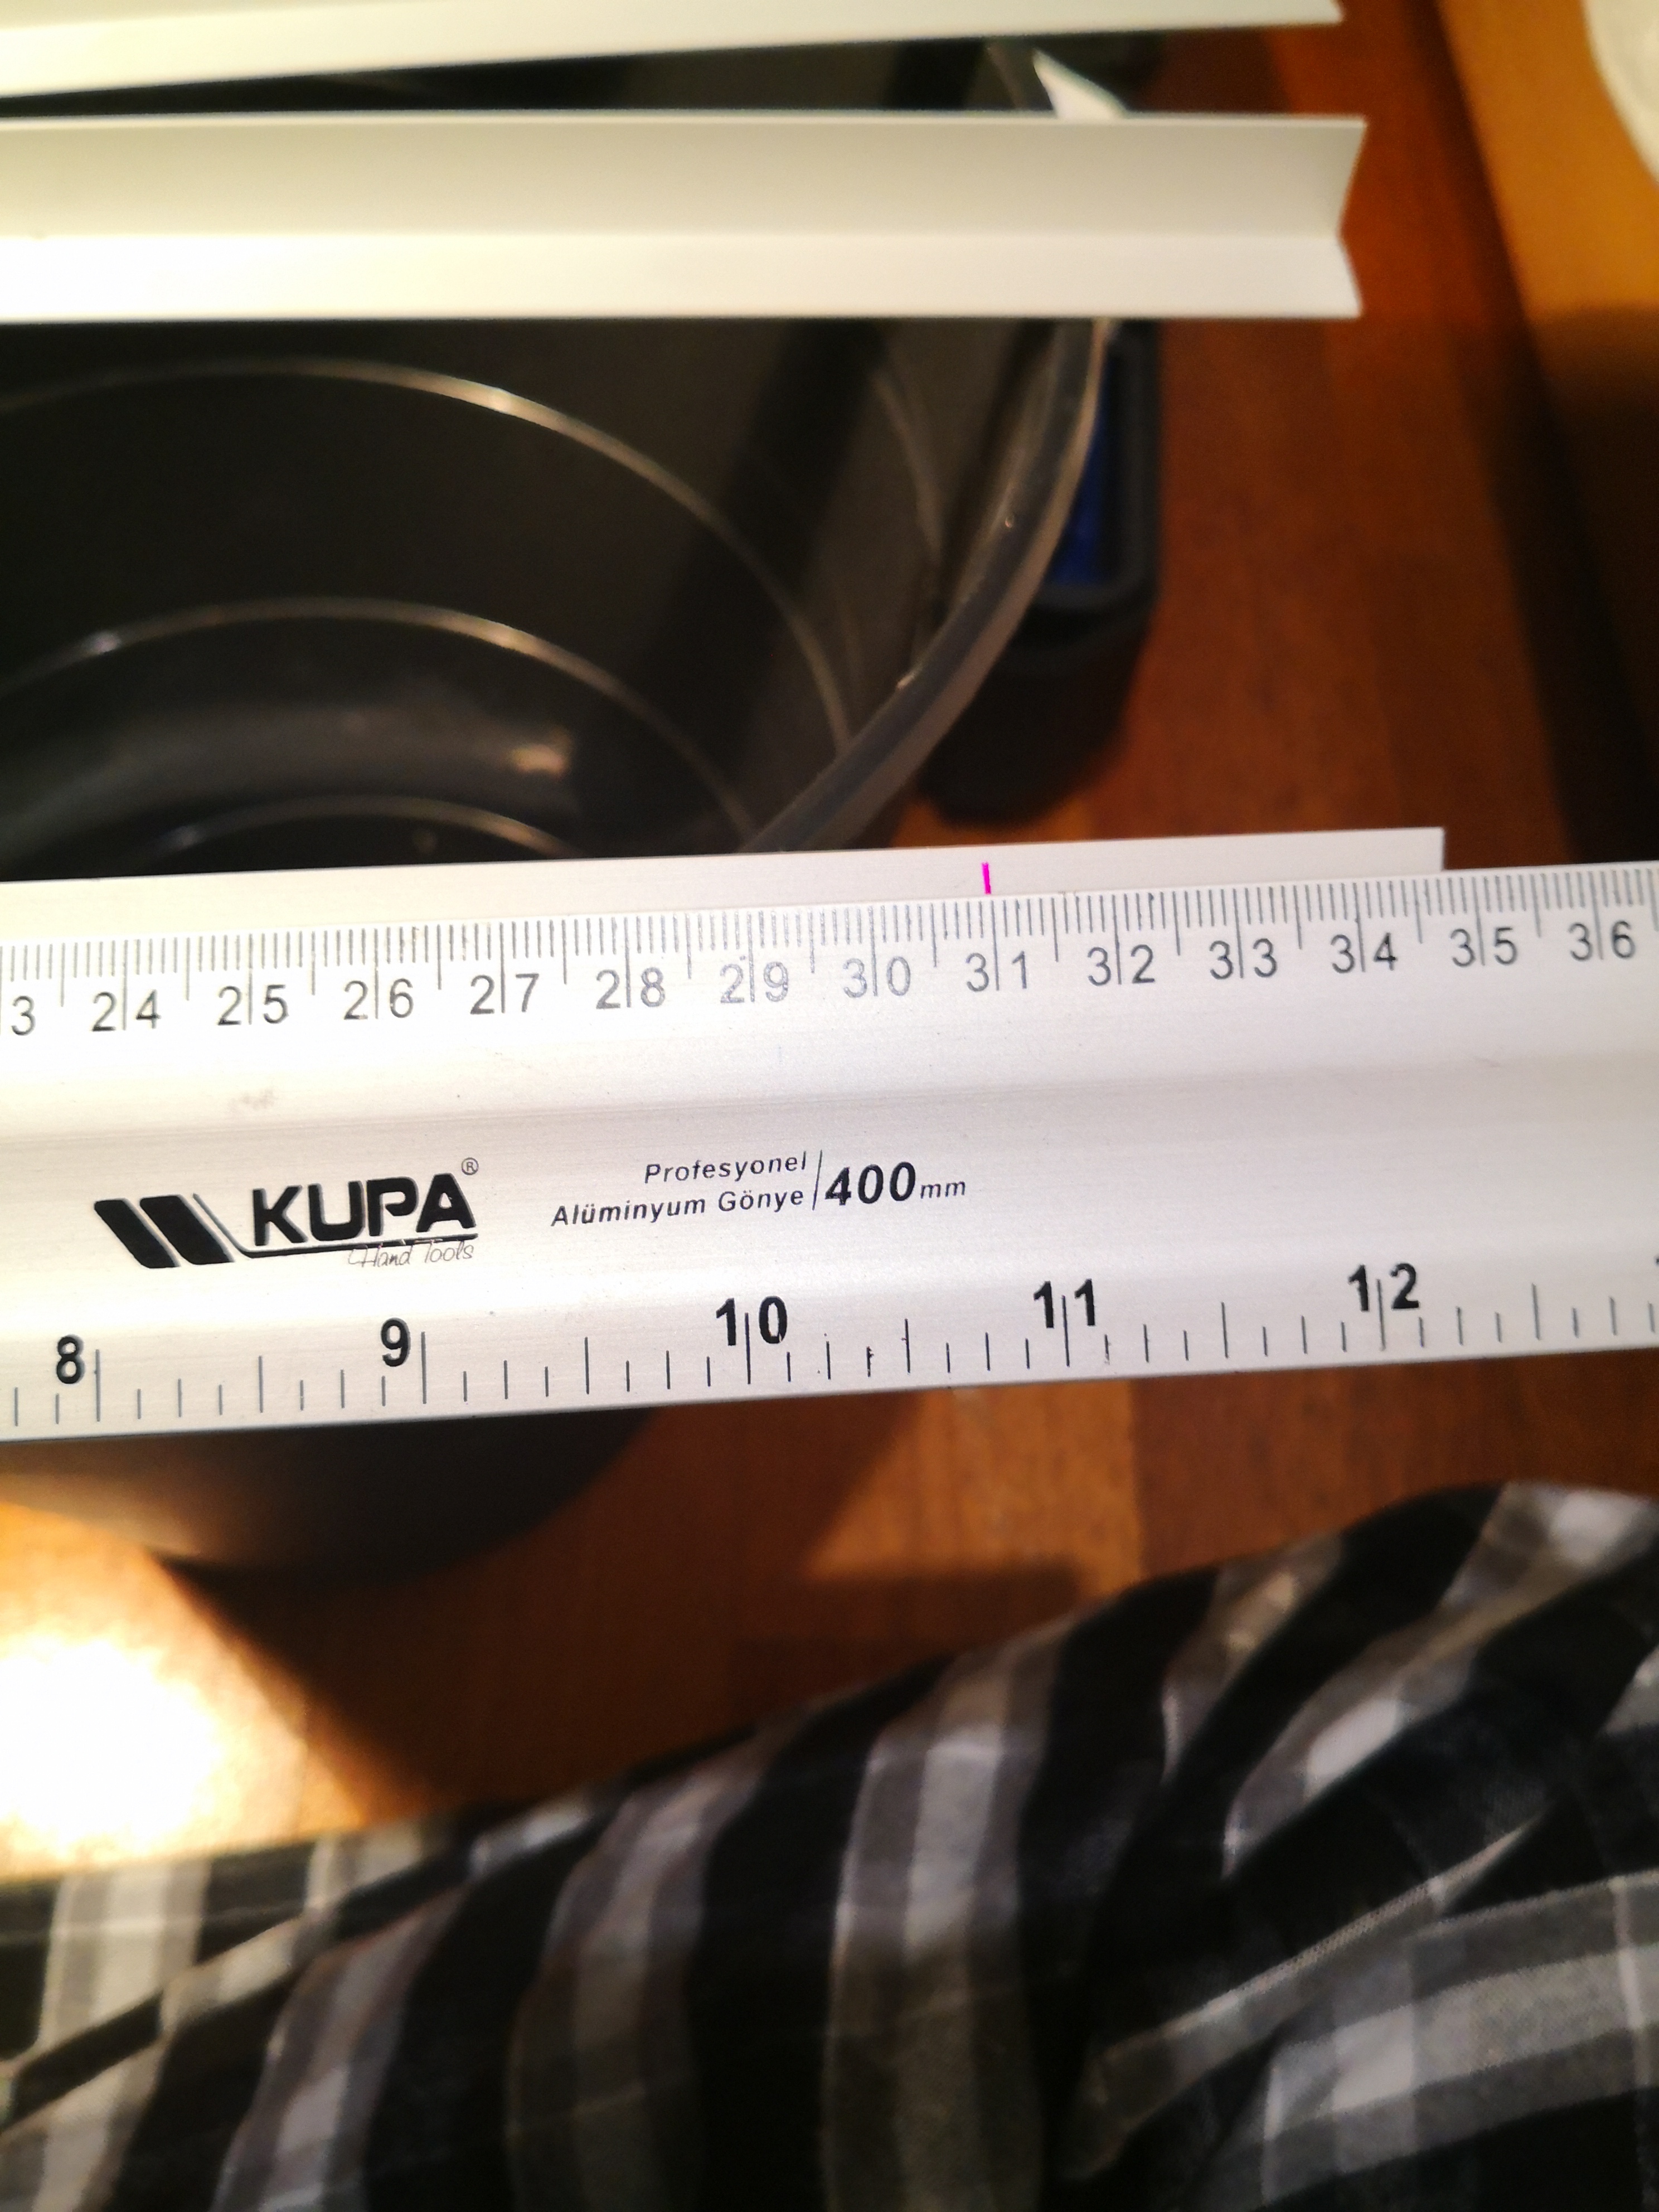 3 24 25 26 27 28 29 30 31 32 33 34 35 36
KUPA®
Hand Tools
Profesyonel
Alüminyum Gönye
400mm
8 9 10 11 12